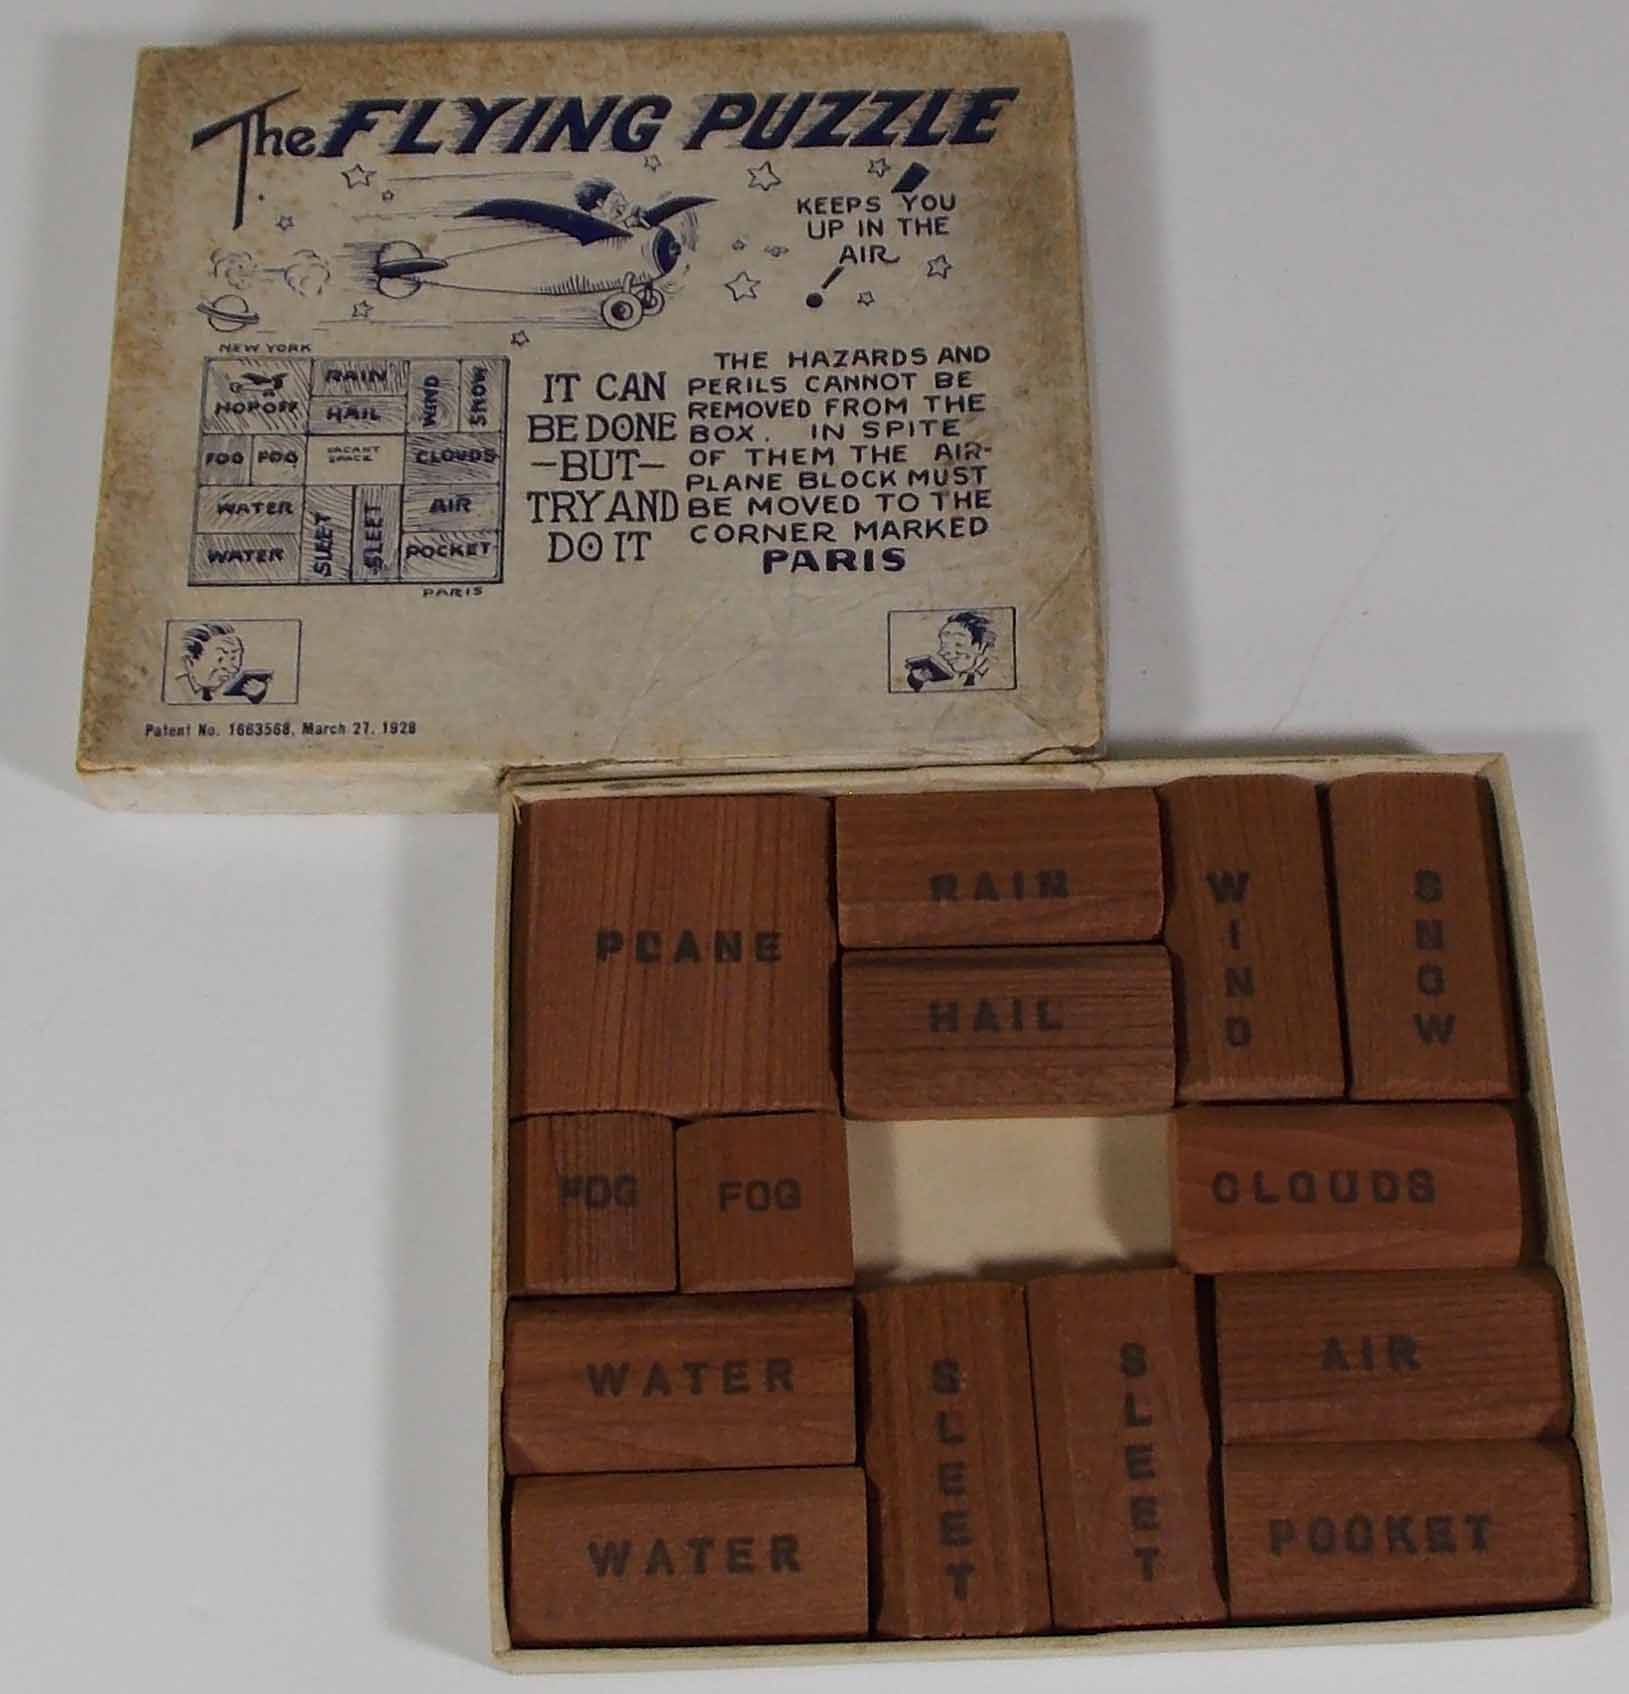 The FLYING PUZZLE
KEEPS YOU
UP IN THE
AIR
NEW YORK
HOPOFF
RAIN
HAIL
WIND
SNOW
FOG
FOG
VACANT
SPACE
CLOUDS
WATER
WATER
SLEET
SLEET
AIR
POCKET
PARIS
IT CAN
BE DONE
—BUT—
TRY AND
DO IT
THE HAZARDS AND
PERILS CANNOT BE
REMOVED FROM THE
BOX. IN SPITE
OF THEM THE AIR-
PLANE BLOCK MUST
BE MOVED TO THE
CORNER MARKED
PARIS
Patent No. 1663568, March 27, 1928
PLANE
RAIN
HAIL
WIND
SNOW
FOG
FOG
CLOUDS
WATER
WATER
SLEET
SLEET
AIR
POCKET